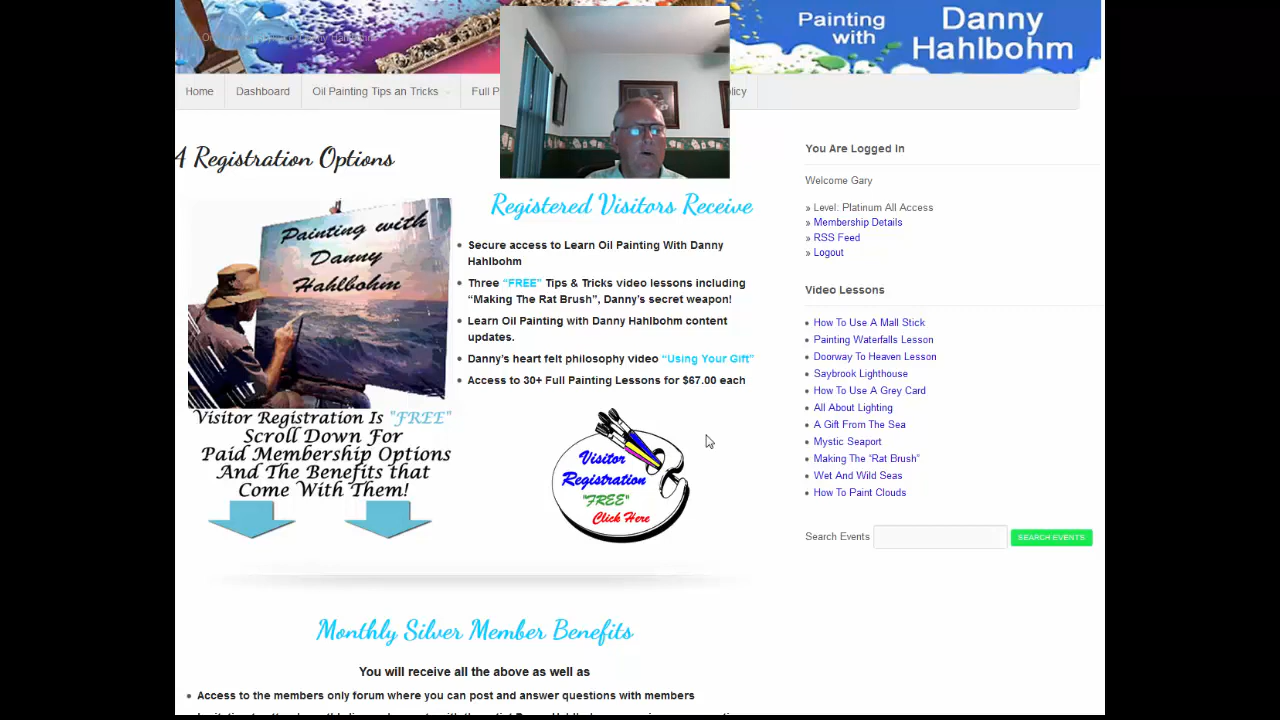 Painting
with
Danny
Hahlbohm
Home
Dashboard
Oil Painting Tips an Tricks
Full P
licy
4 Registration Options
Painting with
Danny
Hahlbohm
Visitor Registration Is "FREE"
Scroll Down For
Paid Membership Options
And The Benefits that
Come With Them!
Registered Visitors Receive
Secure access to Learn Oil Painting With Danny
Hahlbohm
Three “FREE” Tips & Tricks video lessons including
“Making The Rat Brush”, Danny’s secret weapon!
Learn Oil Painting with Danny Hahlbohm content
updates.
Danny’s heart felt philosophy video “Using Your Gift”
Access to 30+ Full Painting Lessons for $67.00 each
Visitor
Registration
"FREE"
Click Here
Monthly Silver Member Benefits
You will receive all the above as well as
Access to the members only forum where you can post and answer questions with members
You Are Logged In
Welcome Gary
» Level: Platinum All Access
» Membership Details
» RSS Feed
» Logout
Video Lessons
How To Use A Mall Stick
Painting Waterfalls Lesson
Doorway To Heaven Lesson
Saybrook Lighthouse
How To Use A Grey Card
All About Lighting
A Gift From The Sea
Mystic Seaport
Making The “Rat Brush”
Wet And Wild Seas
How To Paint Clouds
Search Events
SEARCH EVENTS